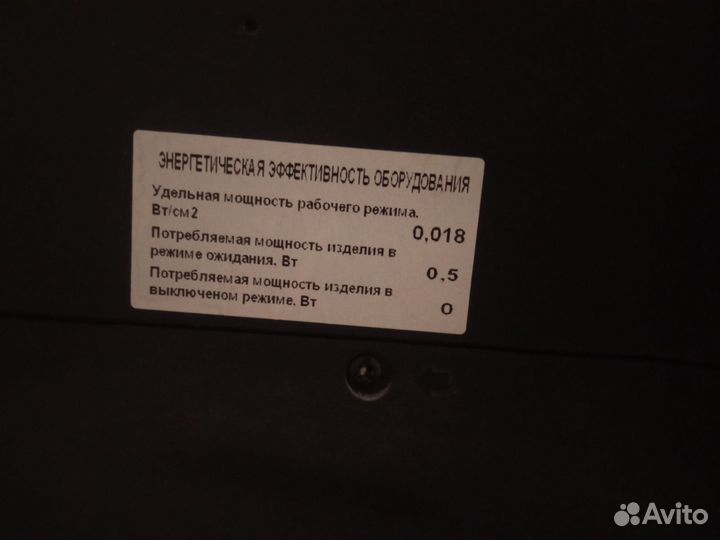 ЭНЕРГЕТИЧЕСКАЯ ЭФФЕКТИВНОСТЬ ОБОРУДОВАНИЯ
Удельная мощность рабочего режима.
Вт/см2 0,018
Потребляемая мощность изделия в
режиме ожидания. Вт 0,5
Потребляемая мощность изделия в
выключеном режиме. Вт 0
Avito